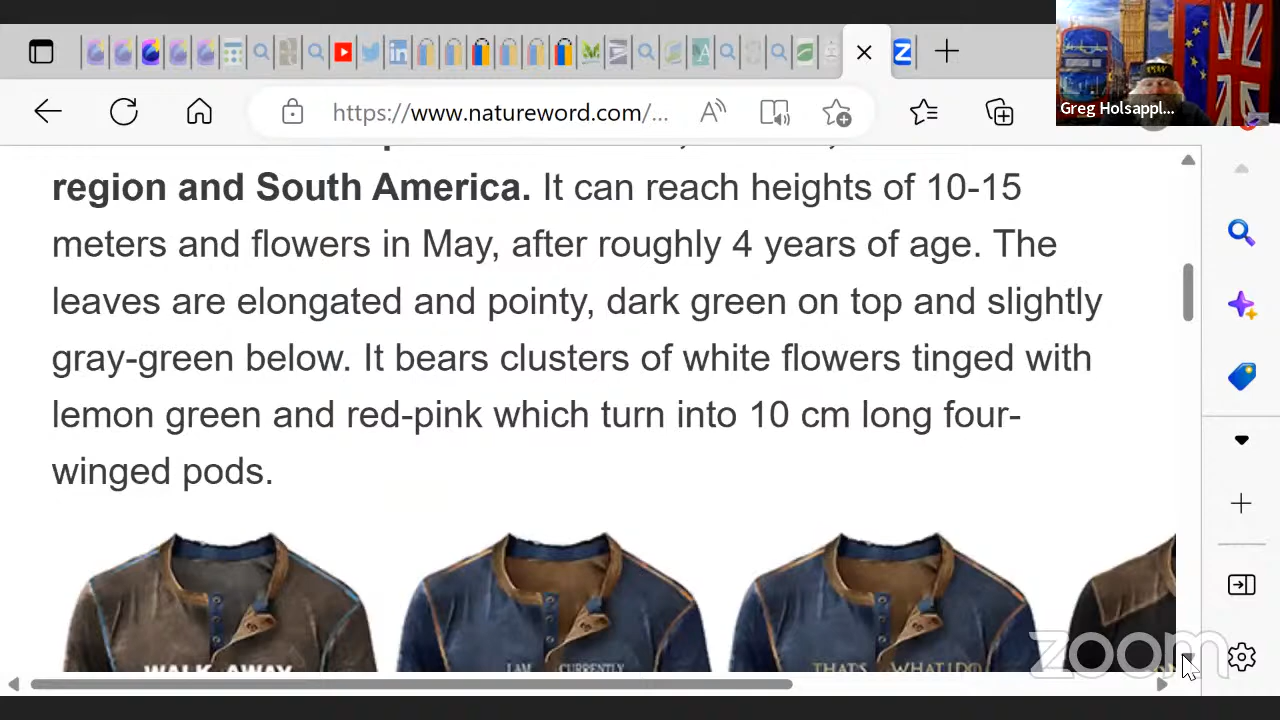 Greg Holsappl...
https://www.natureword.com/...
region and South America. It can reach heights of 10-15
meters and flowers in May, after roughly 4 years of age. The
leaves are elongated and pointy, dark green on top and slightly
gray-green below. It bears clusters of white flowers tinged with
lemon green and red-pink which turn into 10 cm long four-
winged pods.
WALK AWAY
I AM CURRENTLY
THAT'S WHAT I DO
zoom